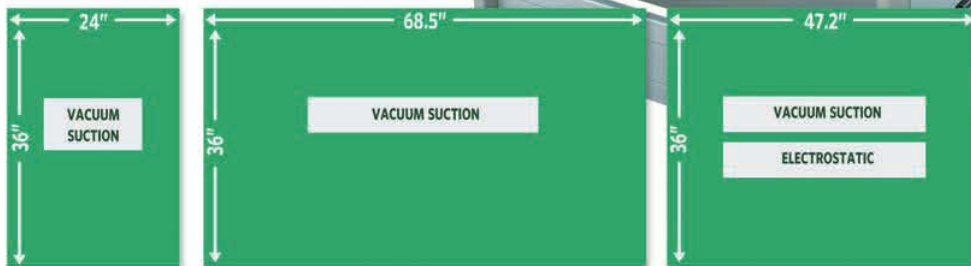 24"
36"
VACUUM
SUCTION
68.5"
36"
VACUUM SUCTION
47.2"
36"
VACUUM SUCTION
ELECTROSTATIC